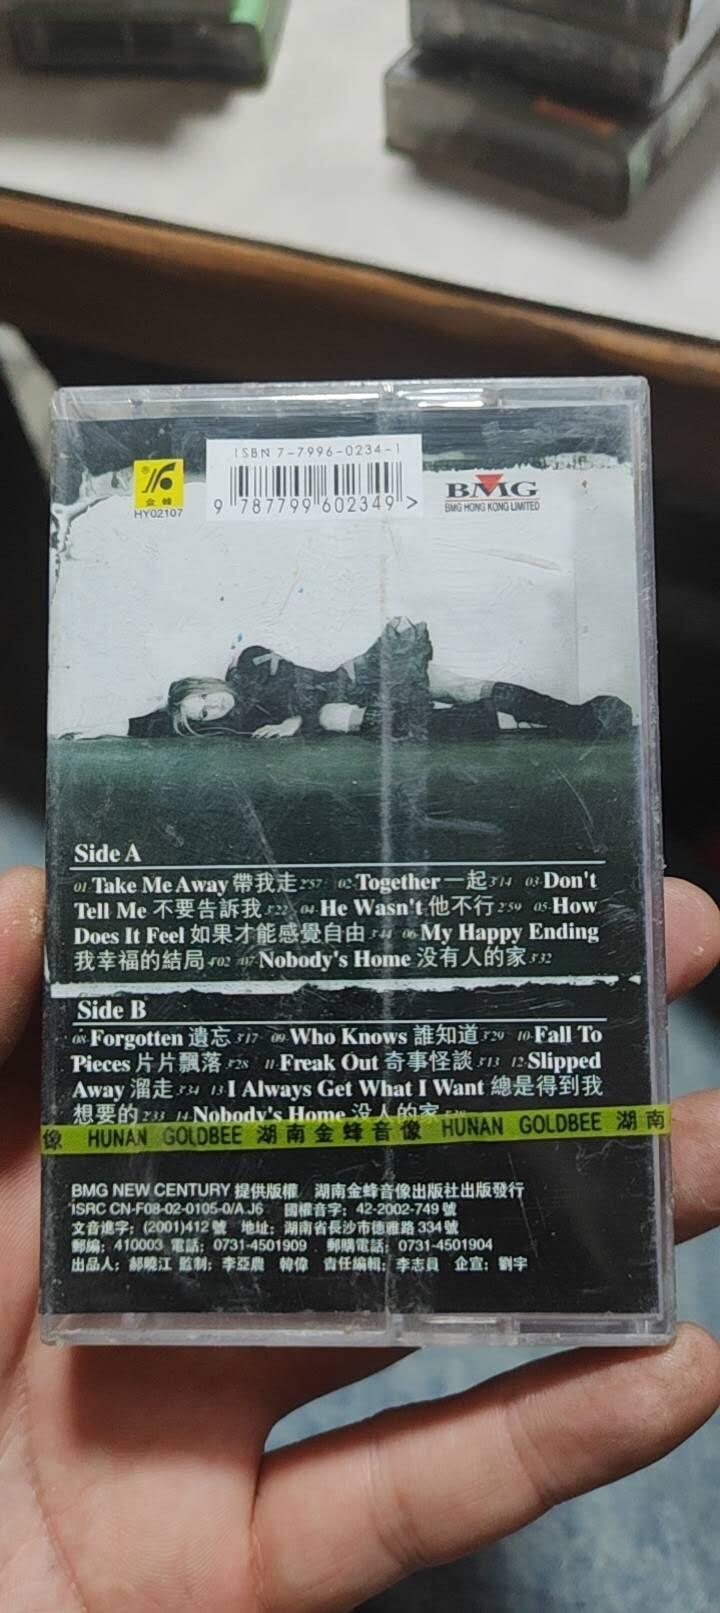 ISBN 7-7996-0234-1
9 787799 602349 >
金蜂
HY02107
BMG
BMG HONG KONG LIMITED
Side A
01 Take Me Away 帶我走 2'57 02 Together 一起 3'14 03 Don't
Tell Me 不要告訴我 3'22 04 He Wasn't 他不行 2'59 05 How
Does It Feel 如果才能感覺自由 3'44 06 My Happy Ending
我幸福的結局 4'02 07 Nobody's Home 没有人的家 3'32
Side B
08 Forgotten 遺忘 3'17 09 Who Knows 誰知道 3'29 10 Fall To
Pieces 片片飄落 3'28 11 Freak Out 奇事怪談 3'13 12 Slipped
Away 溜走 3'34 13 I Always Get What I Want 總是得到我
想要的 2'33 14 Nobody's Home 没人的家
像 HUNAN GOLDBEE 湖南金蜂音像 HUNAN GOLDBEE 湖南
BMG NEW CENTURY 提供版權 湖南金蜂音像出版社出版發行
ISRC CN-F08-02-0105-0/A.J6 國權音字：42-2002-749號
文音進字：(2001)412號 地址：湖南省長沙市德雅路334號
郵編：410003 電話：0731-4501909 郵購電話：0731-4501904
出品人：郝曉江 監制：李亞農 韓偉 責任編輯：李志員 企宣：劉宇